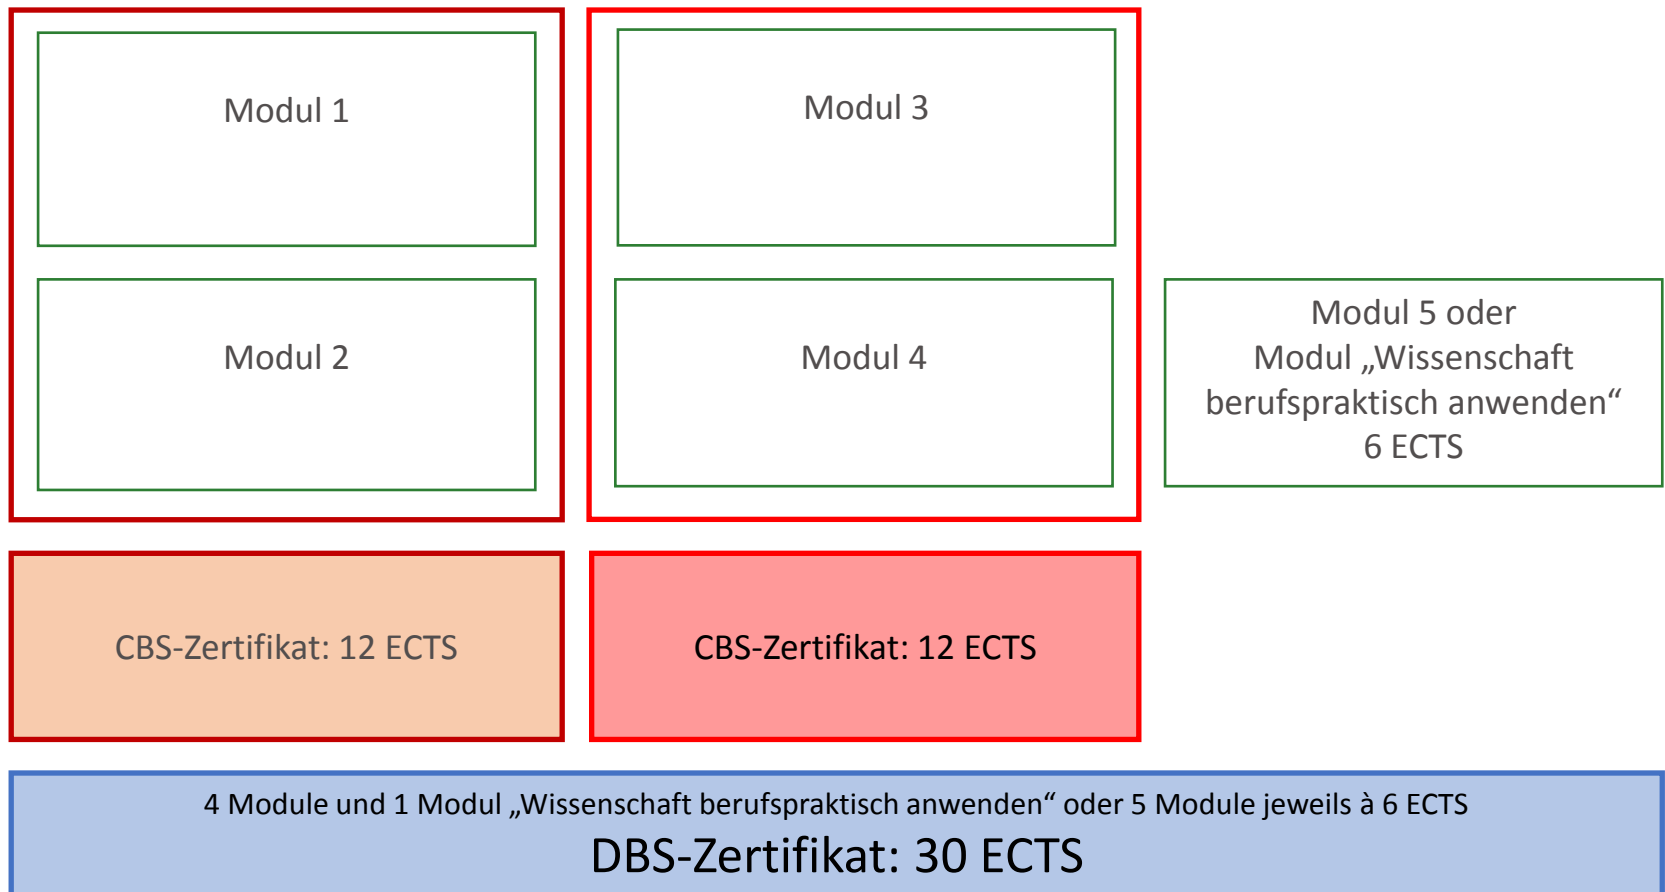 Modul 1
Modul 3
Modul 2
Modul 4
Modul 5 oder
Modul „Wissenschaft
berufspraktisch anwenden“
6 ECTS
CBS-Zertifikat: 12 ECTS
CBS-Zertifikat: 12 ECTS
4 Module und 1 Modul „Wissenschaft berufspraktisch anwenden“ oder 5 Module jeweils à 6 ECTS
DBS-Zertifikat: 30 ECTS